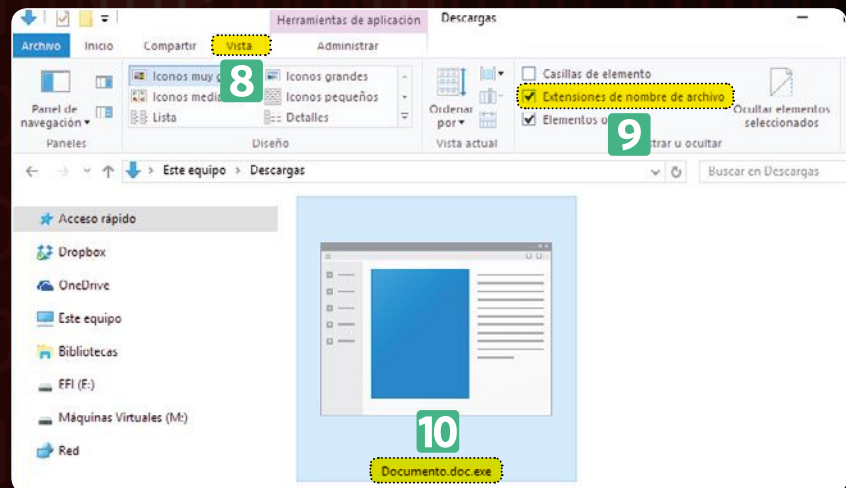 Herramientas de aplicación Descargas
Archivo Inicio Compartir Vista Administrar
8
Iconos muy Iconos grandes
Iconos Iconos pequeños
Lista Detalles
Panel de navegación
Ordenar por
Casillas de elemento
Extensiones de nombre de archivo
Elementos
9
Ocultar elementos seleccionados
Paneles Diseño Vista actual u ocultar
Este equipo > Descargas Buscar en Descargas
Acceso rápido
Dropbox
OneDrive
Este equipo
Bibliotecas
EFI (E:)
Máquinas Virtuales (M:)
Red
10
Documento.doc.exe